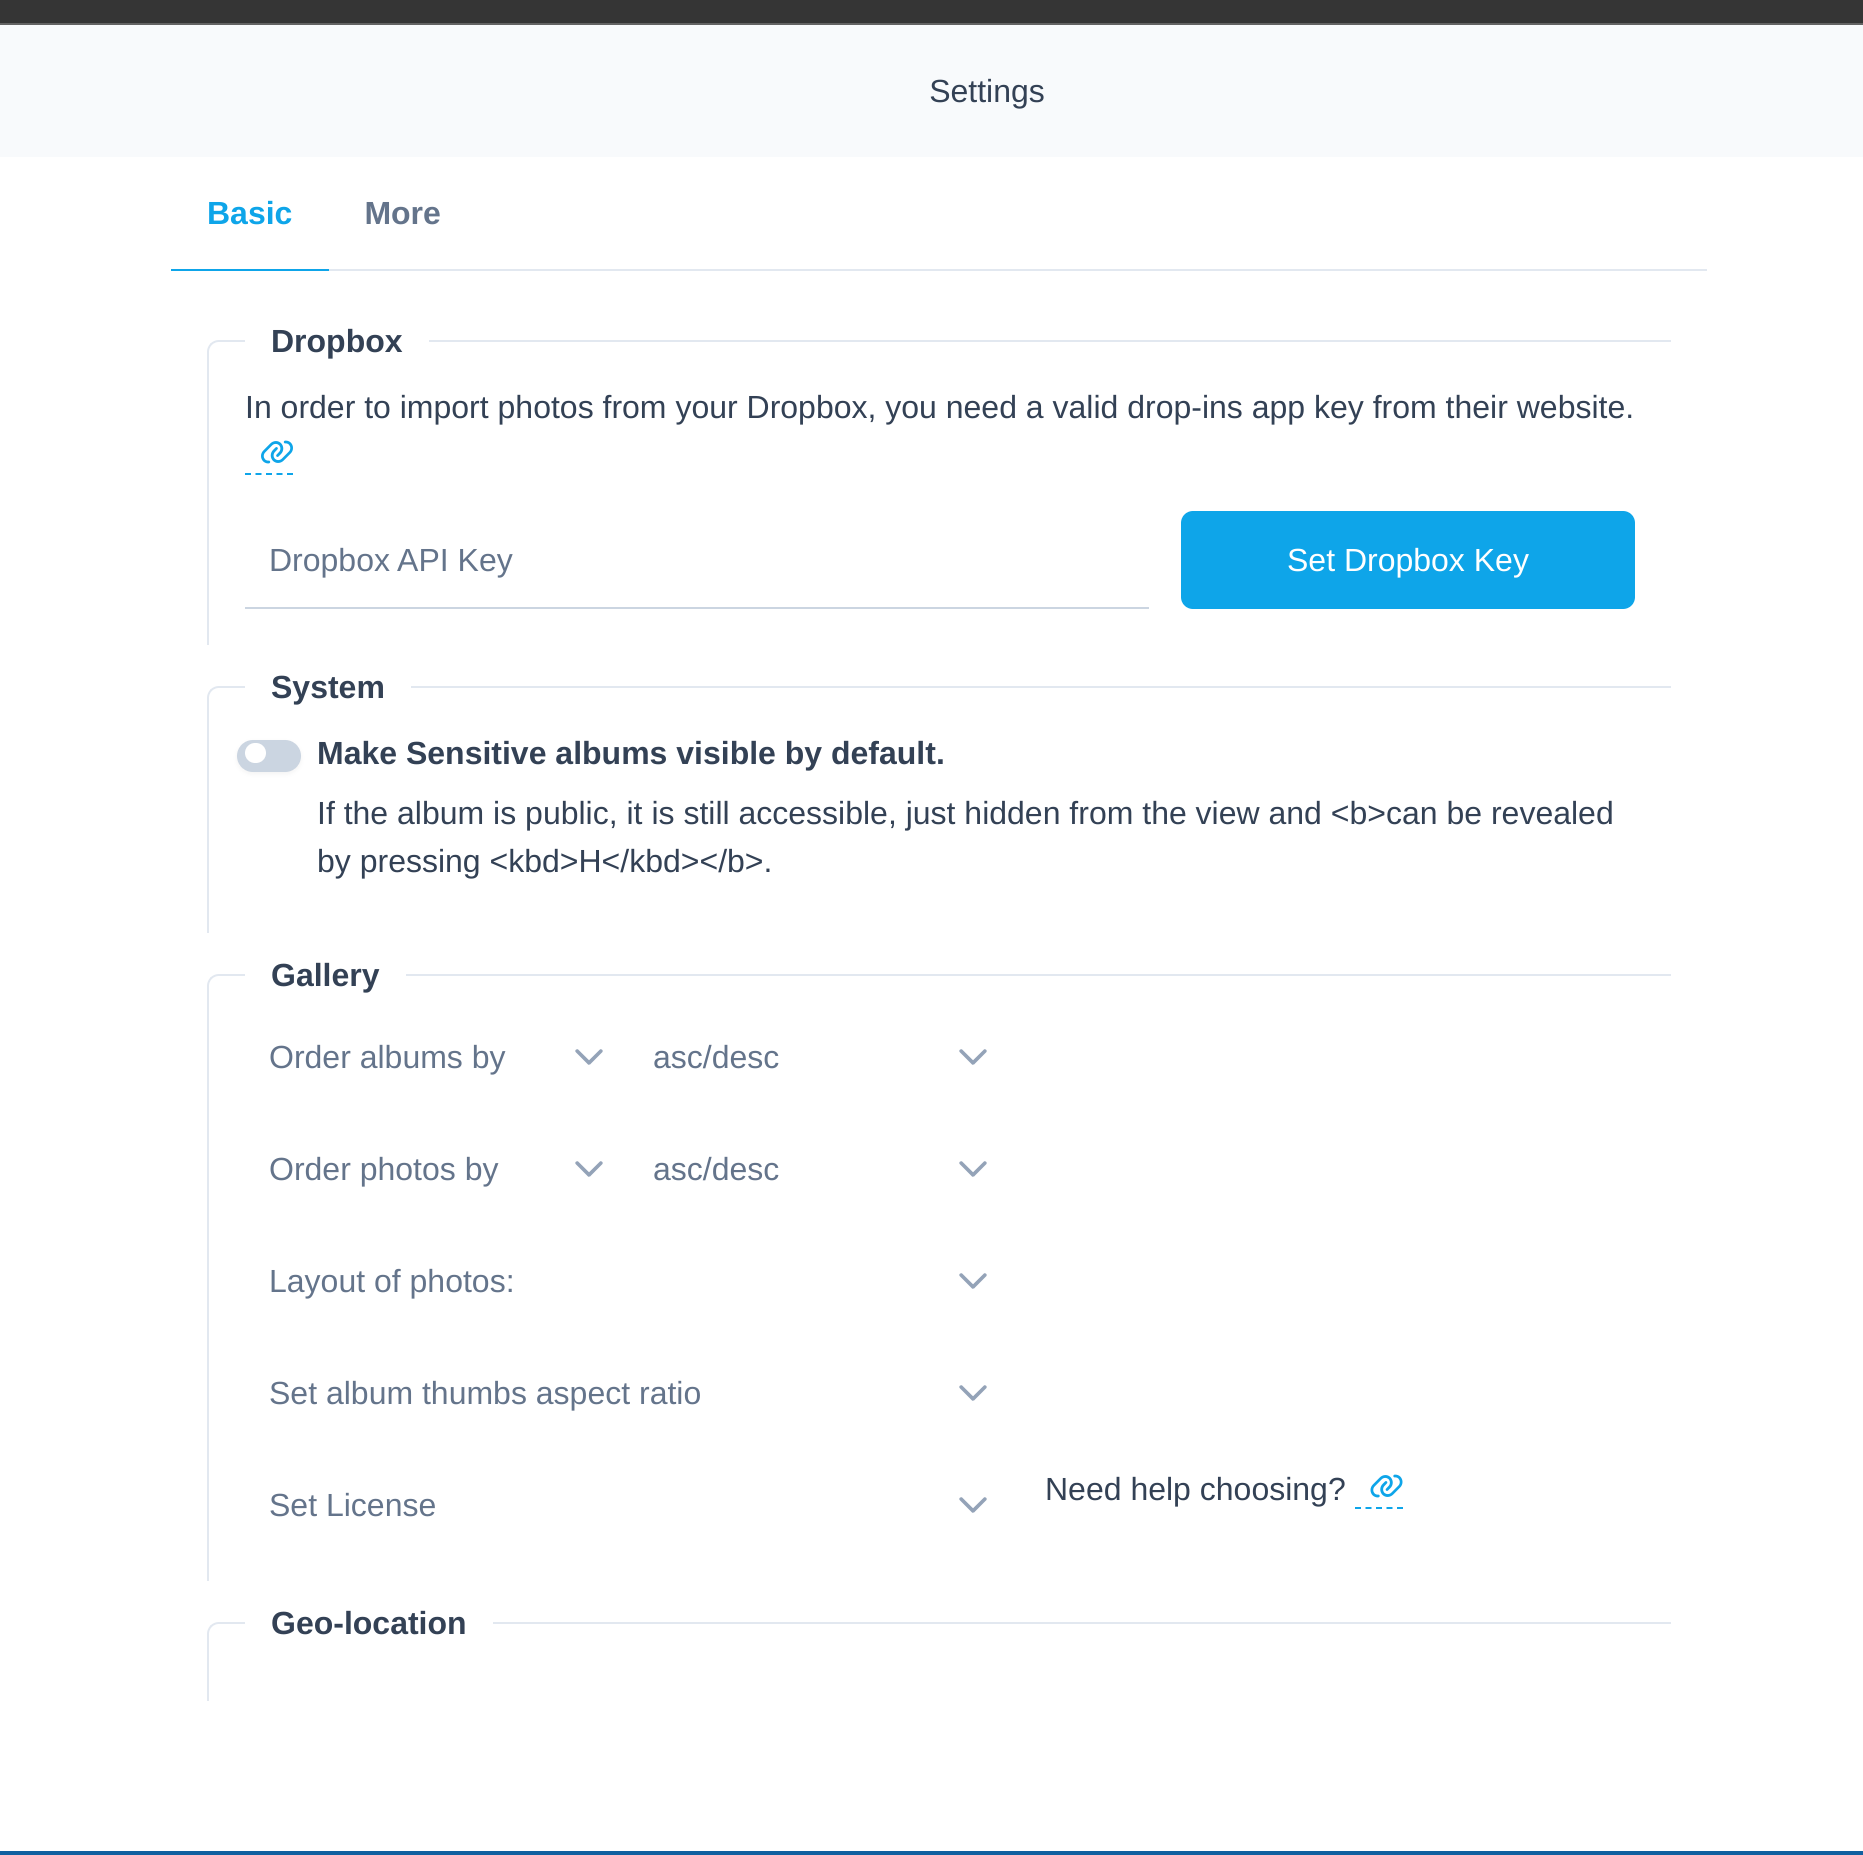 Settings
Basic
More
Dropbox
In order to import photos from your Dropbox, you need a valid drop-ins app key from their website.
Dropbox API Key
Set Dropbox Key
System
Make Sensitive albums visible by default.
If the album is public, it is still accessible, just hidden from the view and <b>can be revealed
by pressing <kbd>H</kbd></b>.
Gallery
Order albums by
asc/desc
Order photos by
asc/desc
Layout of photos:
Set album thumbs aspect ratio
Set License
Need help choosing?
Geo-location